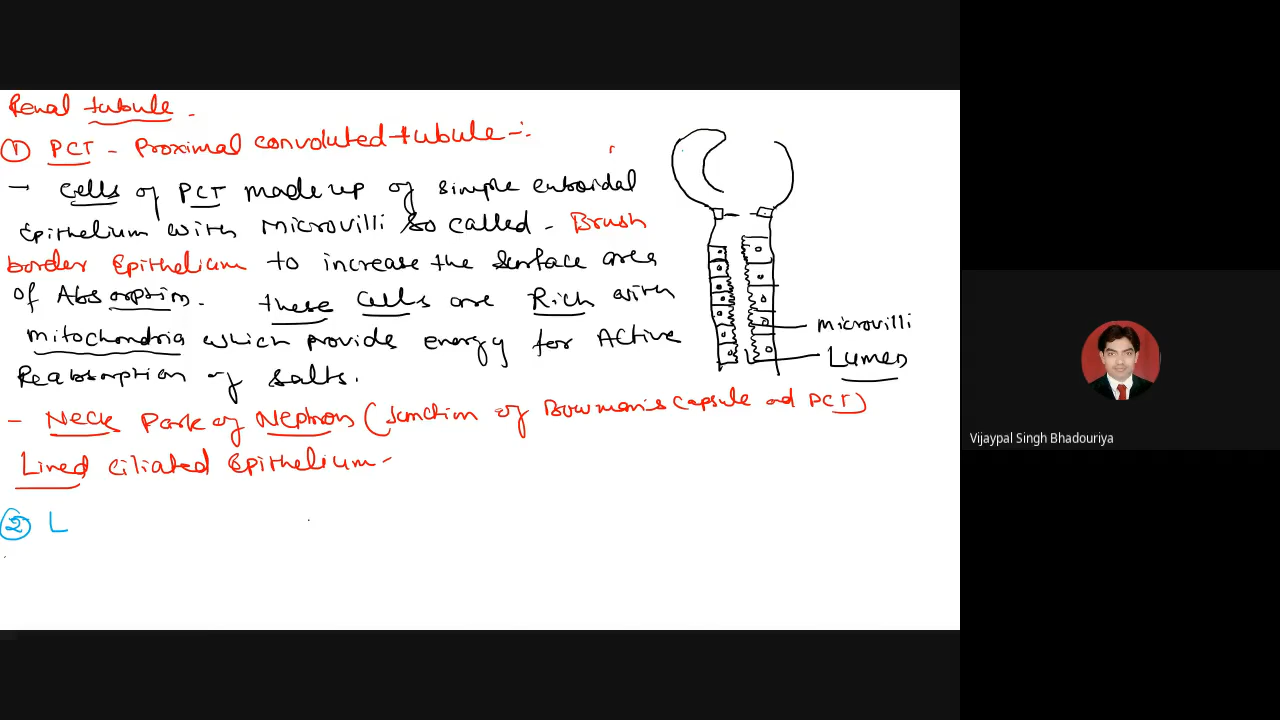 Renal tubule -
① PCT - Proximal convoluted tubule -:
→ Cells of PCT made up of simple cuboidal
Epithelium with Microvilli so called - Brush
border Epithelium to increase the surface area
of Absorption. these cells are Rich with
mitochondria which provides energy for Active
Reabsorption of salts.
- Neck Part of Nephron (Junction of Bowman's capsule and PCT)
Lined ciliated Epithelium -
② L
microvilli
Lumen
Vijaypal Singh Bhadouriya